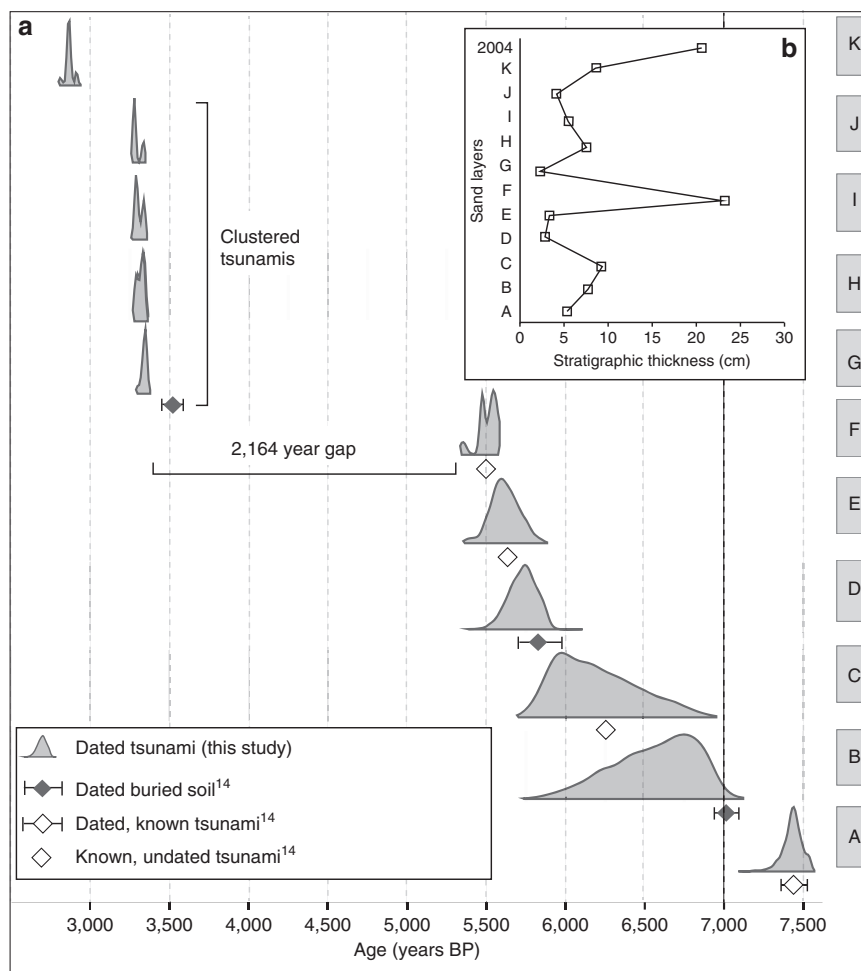 a
b
2004
K
J
I
H
G
F
E
D
C
B
A
Sand layers
0
5
10
15
20
25
30
Stratigraphic thickness (cm)
K
J
I
H
G
F
E
D
C
B
A
Clustered
tsunamis
2,164 year gap
Dated tsunami (this study)
Dated buried soil14
Dated, known tsunami14
Known, undated tsunami14
3,000
3,500
4,000
4,500
5,000
5,500
6,000
6,500
7,000
7,500
Age (years BP)